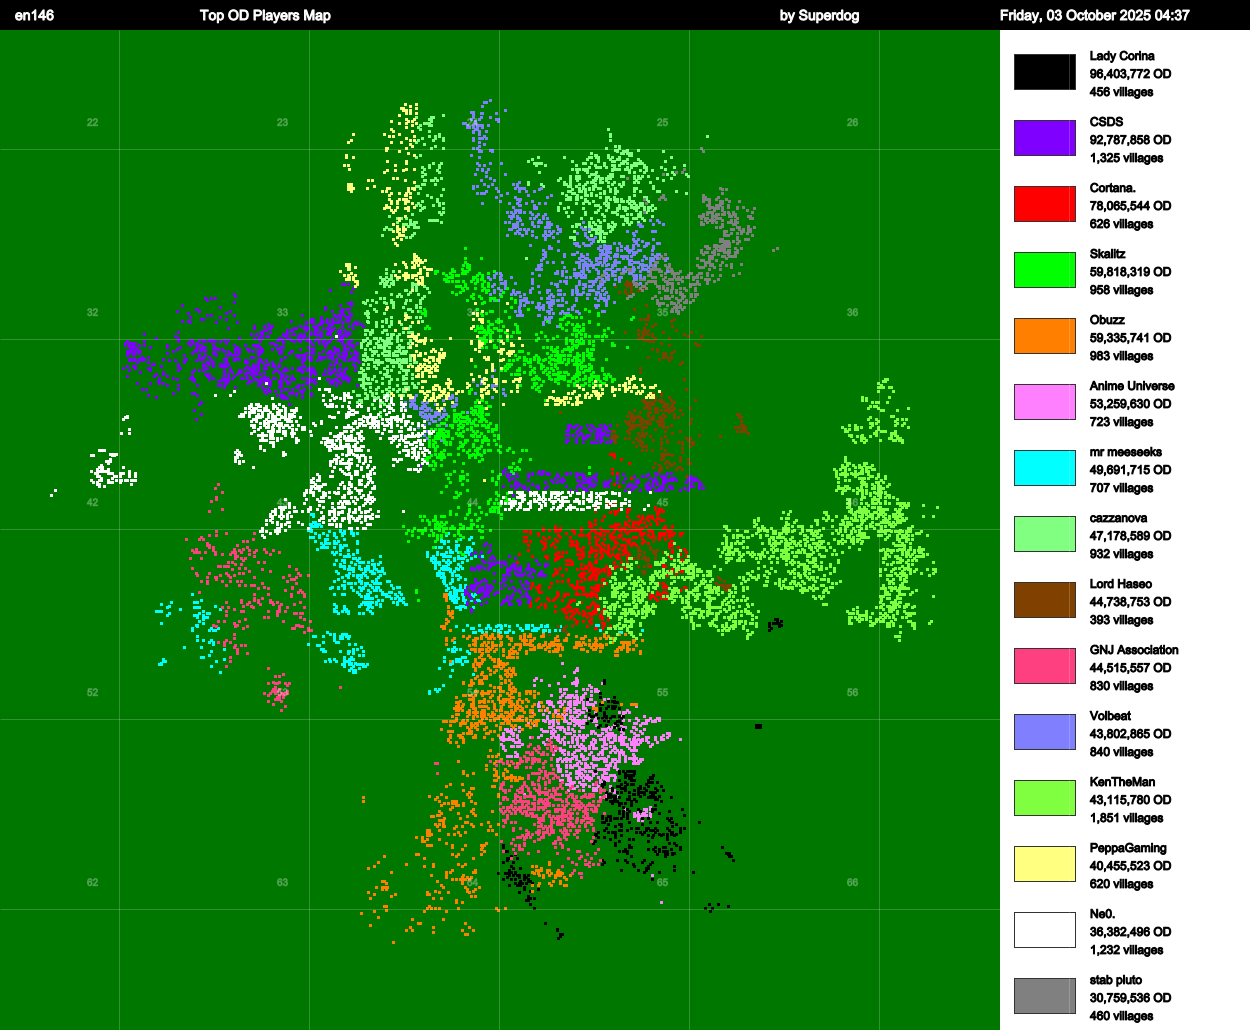 en146 Top OD Players Map by Superdog Friday, 03 October 2025 04:37
Lady Corina
96,403,772 OD
456 villages
22 23 25 26
CSDS
92,787,858 OD
1,325 villages
Cortana.
78,065,544 OD
626 villages
Skalitz
59,818,319 OD
958 villages
32 33 35 36
Obuzz
59,335,741 OD
983 villages
Anime Universe
53,259,630 OD
723 villages
mr meeseeks
49,691,715 OD
707 villages
42 44 45
cazzanova
47,178,589 OD
932 villages
Lord Haseo
44,738,753 OD
393 villages
GNJ Association
44,515,557 OD
830 villages
52 55 56
Volbeat
43,802,865 OD
840 villages
KenTheMan
43,115,780 OD
1,851 villages
PeppaGaming
40,455,523 OD
620 villages
62 63 64 65 66
Ne0.
36,382,496 OD
1,232 villages
stab pluto
30,759,536 OD
460 villages